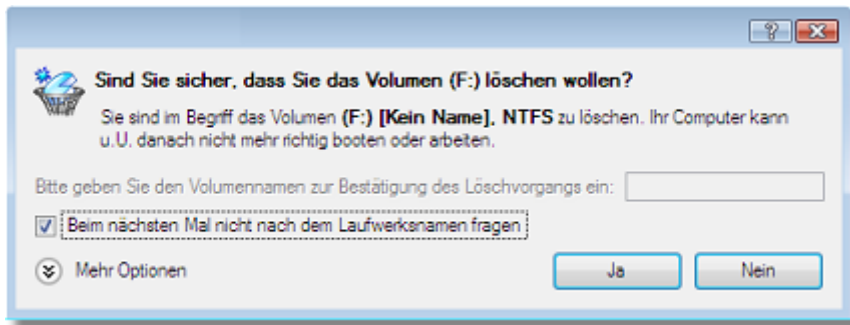 Sind Sie sicher, dass Sie das Volumen (F:) löschen wollen?
Sie sind im Begriff das Volumen (F:) [Kein Name], NTFS zu löschen. Ihr Computer kann
u.U. danach nicht mehr richtig booten oder arbeiten.
Bitte geben Sie den Volumennamen zur Bestätigung des Löschvorgangs ein:
Beim nächsten Mal nicht nach dem Laufwerksnamen fragen
Mehr Optionen
Ja
Nein